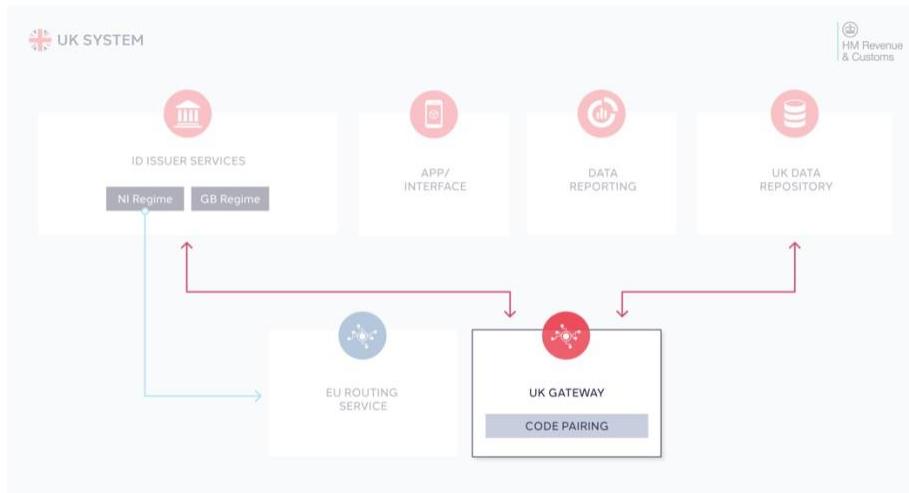 UK SYSTEM
HM Revenue
& Customs
ID ISSUER SERVICES
NI Regime
GB Regime
APP/
INTERFACE
DATA
REPORTING
UK DATA
REPOSITORY
EU ROUTING
SERVICE
UK GATEWAY
CODE PAIRING